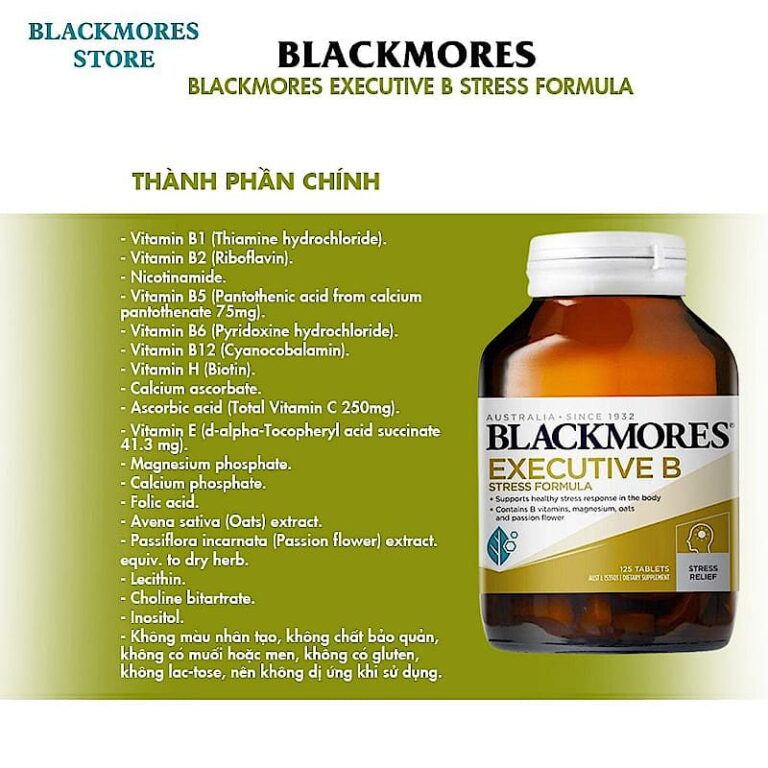 BLACKMORES
STORE
BLACKMORES
BLACKMORES EXECUTIVE B STRESS FORMULA
THÀNH PHẦN CHÍNH
- Vitamin B1 (Thiamine hydrochloride).
- Vitamin B2 (Riboflavin).
- Nicotinamide.
- Vitamin B5 (Pantothenic acid from calcium
pantothenate 75mg).
- Vitamin B6 (Pyridoxine hydrochloride).
- Vitamin B12 (Cyanocobalamin).
- Vitamin H (Biotin).
- Calcium ascorbate.
- Ascorbic acid (Total Vitamin C 250mg).
- Vitamin E (d-alpha-Tocopheryl acid succinate
41.3 mg).
- Magnesium phosphate.
- Calcium phosphate.
- Folic acid.
- Avena sativa (Oats) extract.
- Passiflora incarnata (Passion flower) extract.
equiv. to dry herb.
- Lecithin.
- Choline bitartrate.
- Inositol.
- Không màu nhân tạo, không chất bảo quản,
không có muối hoặc men, không có gluten,
không lac-tose, nên không dị ứng khi sử dụng.
AUSTRALIA • SINCE 1932
BLACKMORES®
EXECUTIVE B
STRESS FORMULA
• Supports healthy stress response in the body
• Contains B vitamins, magnesium, oats
and passion flower
125 TABLETS
DIETARY SUPPLEMENT
STRESS
RELIEF